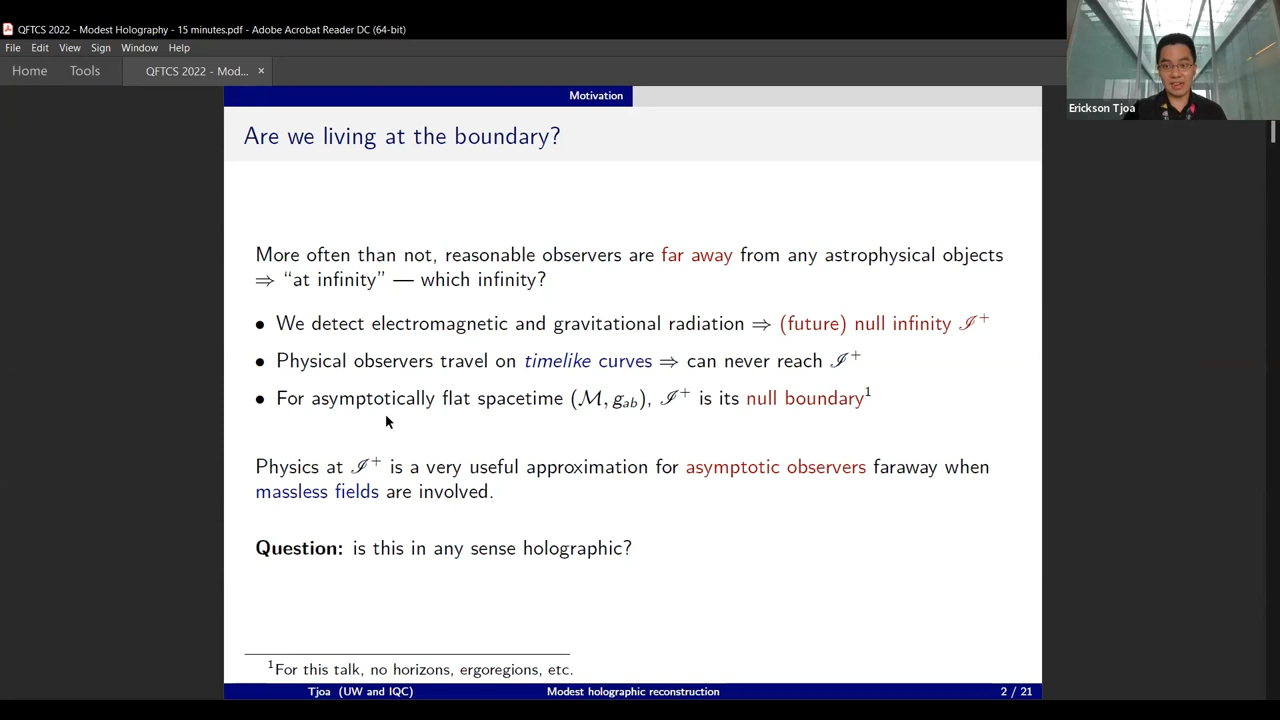 QFTCS 2022 - Modest Holography - 15 minutes.pdf - Adobe Acrobat Reader DC (64-bit)
File Edit View Sign Window Help
Home Tools QFTCS 2022 - Mod... ×
Erickson Tjoa
Motivation
Are we living at the boundary?
More often than not, reasonable observers are far away from any astrophysical objects
⇒ “at infinity” — which infinity?
• We detect electromagnetic and gravitational radiation ⇒ (future) null infinity ℐ⁺
• Physical observers travel on timelike curves ⇒ can never reach ℐ⁺
• For asymptotically flat spacetime (ℳ, g_ab), ℐ⁺ is its null boundary¹
Physics at ℐ⁺ is a very useful approximation for asymptotic observers faraway when
massless fields are involved.
Question: is this in any sense holographic?
¹For this talk, no horizons, ergoregions, etc.
Tjoa (UW and IQC) Modest holographic reconstruction 2 / 21